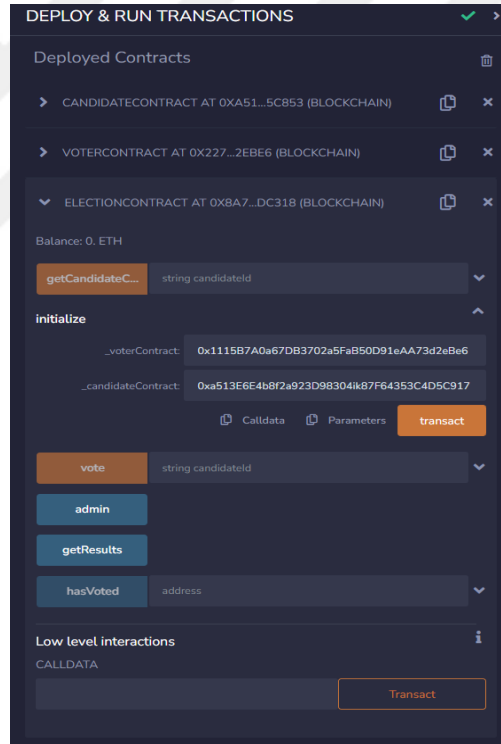 DEPLOY & RUN TRANSACTIONS
Deployed Contracts
CANDIDATECONTRACT AT 0XA51...5C853 (BLOCKCHAIN)
VOTERCONTRACT AT 0X227...2EBE6 (BLOCKCHAIN)
ELECTIONCONTRACT AT 0X8A7...DC318 (BLOCKCHAIN)
Balance: 0. ETH
getCandidateC... string candidateId
initialize
_voterContract: 0x1115B7A0a67DB3702a5FaB50D91eAA73d2eBe6
_candidateContract: 0xa513E6E4b8f2a923D98304ik87F64353C4D5C917
Calldata Parameters transact
vote string candidateId
admin
getResults
hasVoted address
Low level interactions i
CALLDATA
Transact